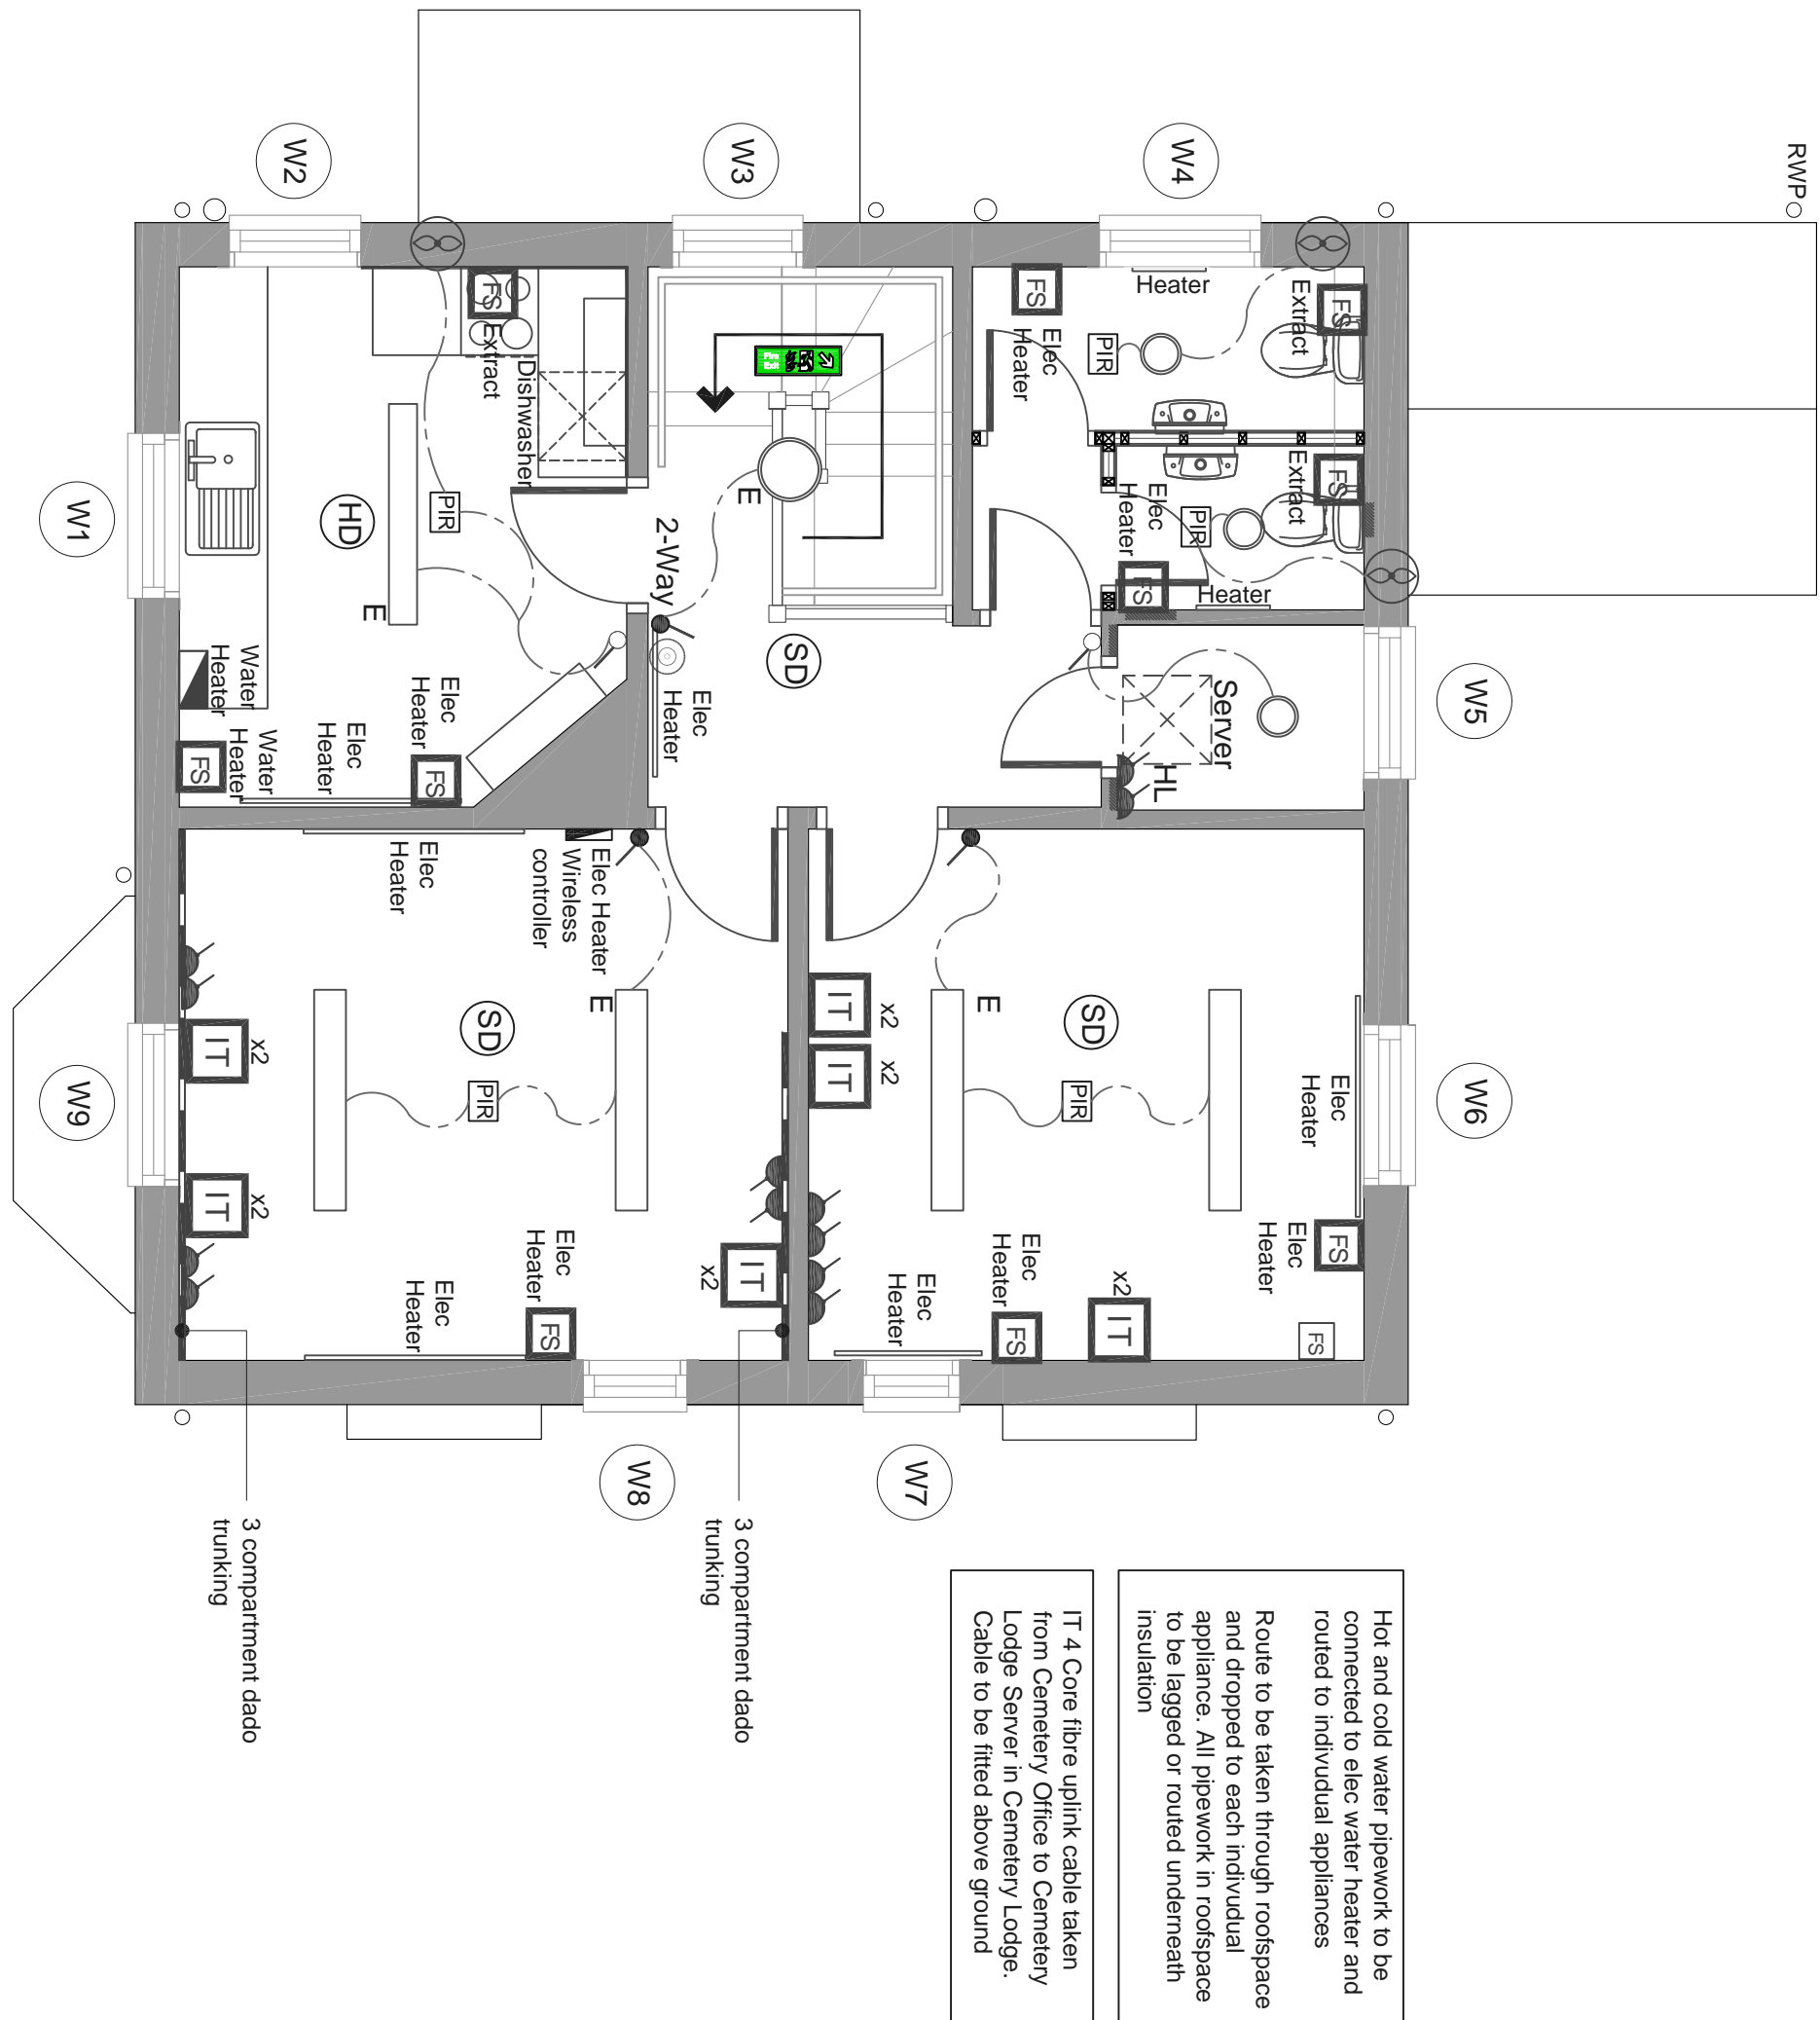 RWP
W4
W3
W2
Heater
Extract
FS
FS
Elec
Heater
PIR
Fire
Exit
FS
Extract
Dishwasher
Extract
FS
Elec
Heater
PIR
FS
Heater
E
2-Way
PIR
HD
W1
E
SD
Server
HL
W5
Elec
Heater
Water
Heater
Elec
Heater
FS
Elec
Heater
Water
Heater
FS
Elec Heater
Wireless
controller
Elec
Heater
E
SD
PIR
IT
x2
IT
x2
W9
IT
x2
Elec
Heater
FS
Elec
Heater
IT
x2
IT
x2
E
SD
PIR
Elec
Heater
W6
FS
Elec
Heater
FS
IT
x2
Elec
Heater
FS
Elec
Heater
W7
W8
3 compartment dado
trunking
3 compartment dado
trunking
Hot and cold water pipework to be
connected to elec water heater and
routed to indivudual appliances
Route to be taken through roofspace
and dropped to each indivudual
appliance. All pipework in roofspace
to be lagged or routed underneath
insulation
IT 4 Core fibre uplink cable taken
from Cemetery Office to Cemetery
Lodge Server in Cemetery Lodge.
Cable to be fitted above ground